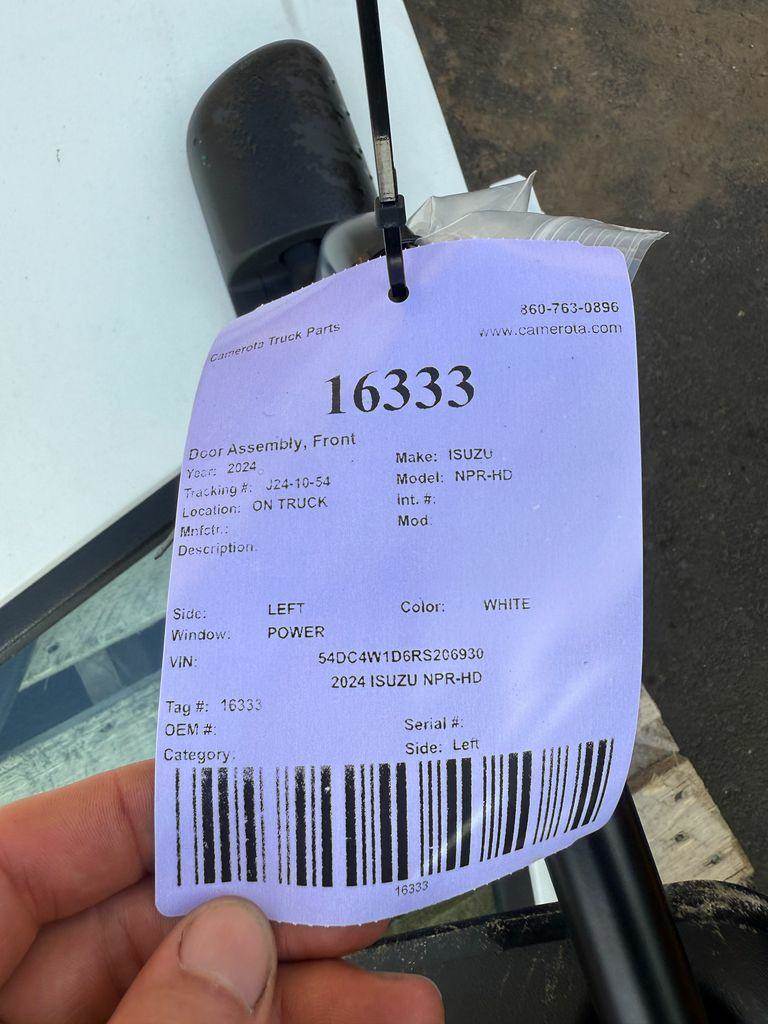 860-763-0896
Camerota Truck Parts
www.camerota.com
16333
Door Assembly, Front
Year: 2024
Make: ISUZU
Tracking #: J24-10-54
Model: NPR-HD
Location: ON TRUCK
Int. #:
Mnfctr.:
Mod:
Description:
Side: LEFT Color: WHITE
Window: POWER
VIN: 54DC4W1D6RS206930
2024 ISUZU NPR-HD
Tag #: 16333
OEM #:
Serial #:
Category:
Side: Left
16333